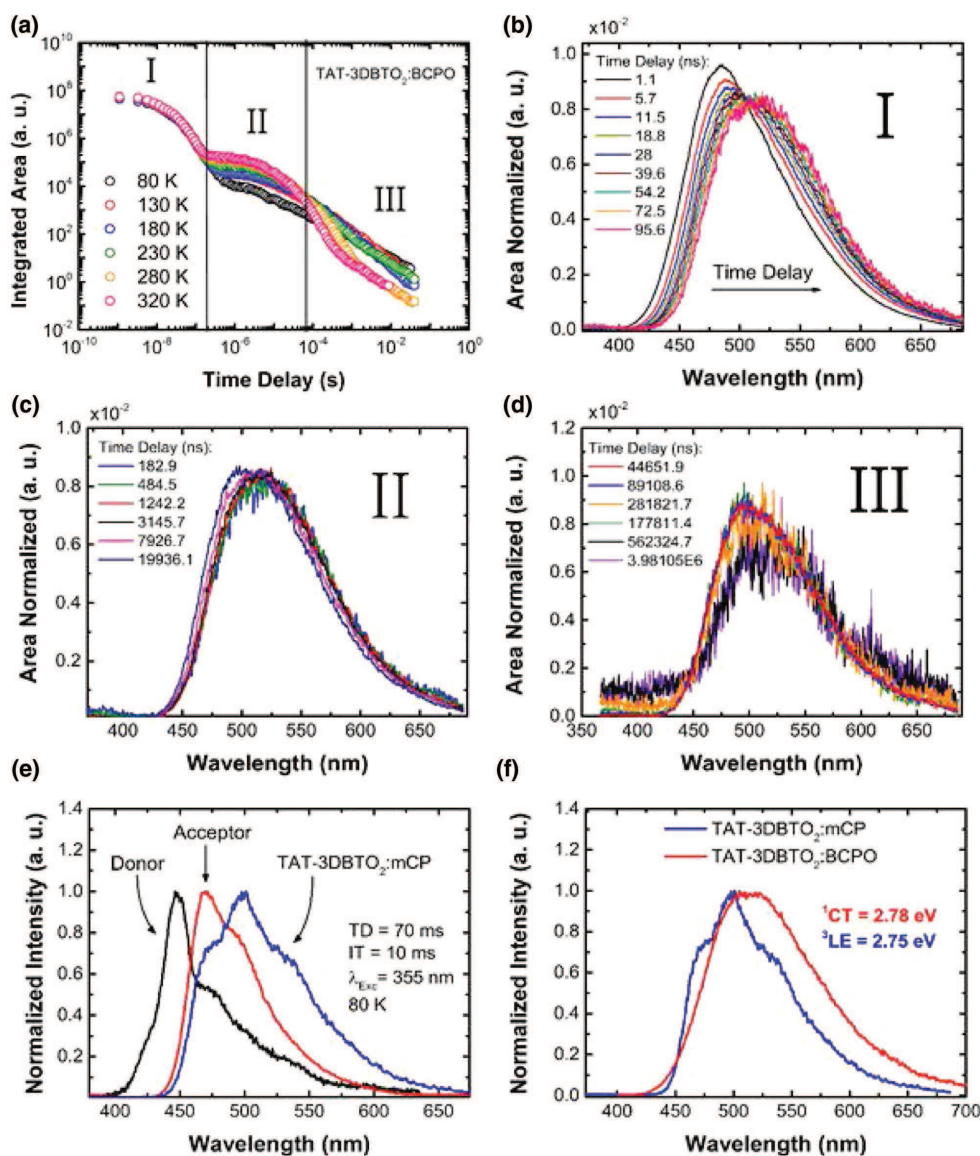 (a)
10^10
10^8
10^6
10^4
10^2
10^0
10^-2
Integrated Area (a. u.)
I
II
III
TAT-3DBTO₂:BCPO
80 K
130 K
180 K
230 K
280 K
320 K
10^-10 10^-8 10^-6 10^-4 10^-2 10^0
Time Delay (s)
(b)
x10^-2
1.0
0.8
0.6
0.4
0.2
0.0
Area Normalized (a. u.)
Time Delay (ns):
1.1
5.7
11.5
18.8
28
39.6
54.2
72.5
95.6
I
Time Delay
400 450 500 550 600 650
Wavelength (nm)
(c)
x10^-2
1.0
0.8
0.6
0.4
0.2
Area Normalized (a. u.)
Time Delay (ns):
182.9
484.5
1242.2
3145.7
7926.7
19936.1
II
400 450 500 550 600 650
Wavelength (nm)
(d)
x10^-2
1.2
1.0
0.8
0.6
0.4
0.2
0.0
Area Normalized (a. u.)
Time Delay (ns):
44651.9
89108.6
281821.7
177811.4
562324.7
3.98105E6
III
350 400 450 500 550 600 650
Wavelength (nm)
(e)
1.4
1.2
1.0
0.8
0.6
0.4
0.2
Normalized Intensity (a. u.)
Acceptor
Donor
TAT-3DBTO₂:mCP
TD = 70 ms
IT = 10 ms
λExc = 355 nm
80 K
400 450 500 550 600 650
Wavelength (nm)
(f)
1.4
1.2
1.0
0.8
0.6
0.4
0.2
0.0
Normalized Intensity (a. u.)
TAT-3DBTO₂:mCP
TAT-3DBTO₂:BCPO
¹CT = 2.78 eV
³LE = 2.75 eV
400 450 500 550 600 650 700
Wavelength (nm)